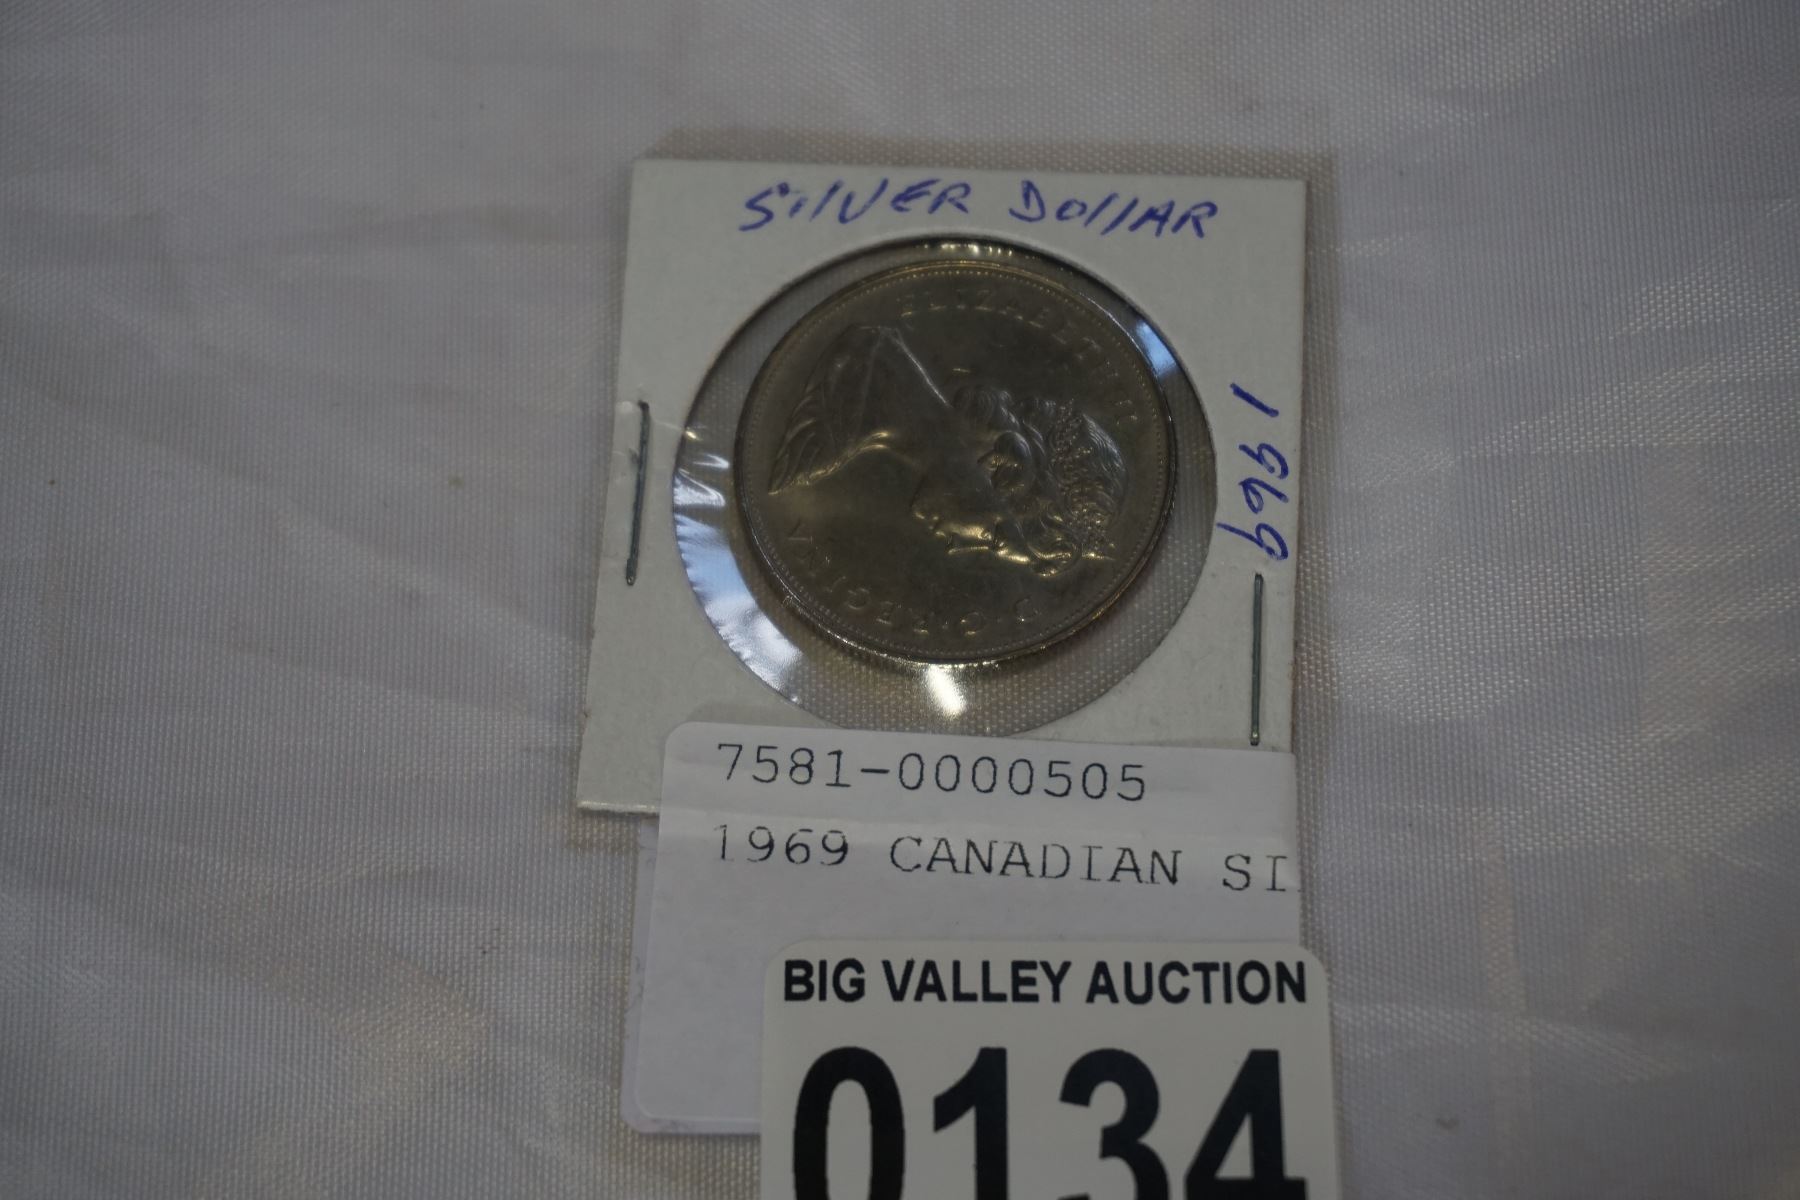 SilVER DollAR
1969
ELIZABETH II
D·G·REGINA
7581-0000505
1969 CANADIAN SI
BIG VALLEY AUCTION
0134